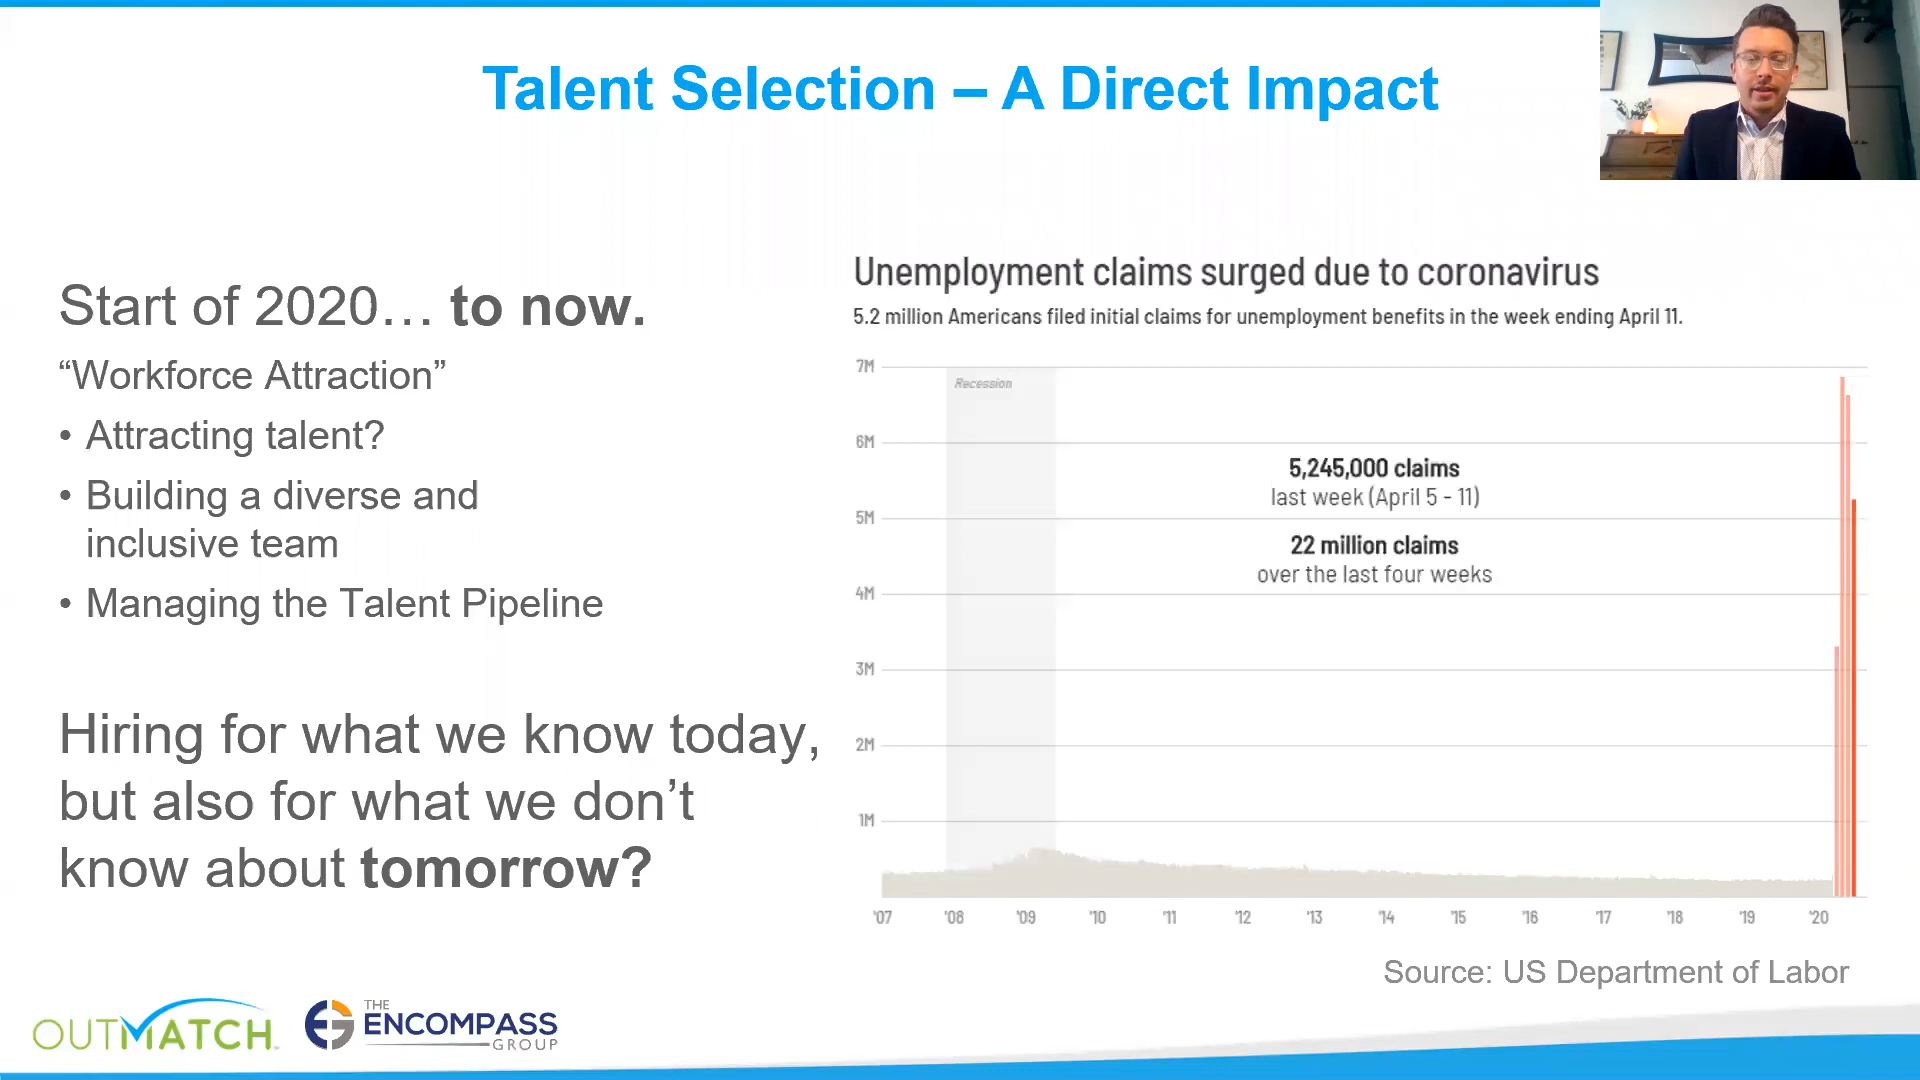 Talent Selection – A Direct Impact
Start of 2020… to now.
“Workforce Attraction”
• Attracting talent?
• Building a diverse and
inclusive team
• Managing the Talent Pipeline
Hiring for what we know today,
but also for what we don’t
know about tomorrow?
Unemployment claims surged due to coronavirus
5.2 million Americans filed initial claims for unemployment benefits in the week ending April 11.
7M
Recession
6M
5,245,000 claims
last week (April 5 - 11)
5M
22 million claims
over the last four weeks
4M
3M
2M
1M
'07 '08 '09 '10 '11 '12 '13 '14 '15 '16 '17 '18 '19 '20
Source: US Department of Labor
OUTMATCH
THE
ENCOMPASS
GROUP